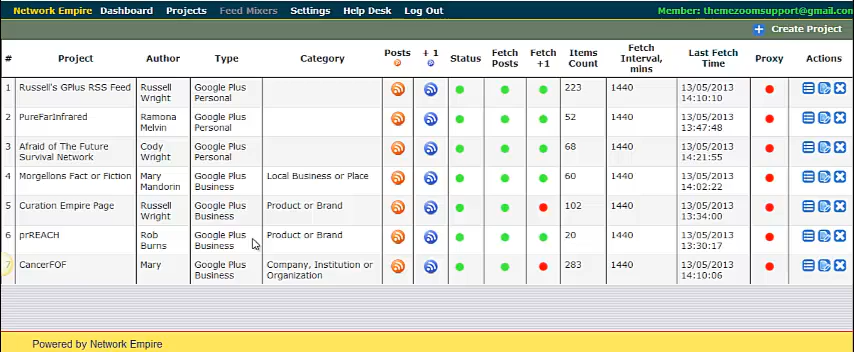 Network Empire Dashboard Projects Feed Mixers Settings Help Desk Log Out Member: themezoomsupport@gmail.com
Create Project
# Project Author Type Category Posts + 1 Status Fetch Posts Fetch +1 Items Count Fetch Interval, mins Last Fetch Time Proxy Actions
1 Russell's GPlus RSS Feed Russell Wright Google Plus Personal 223 1440 13/05/2013 14:10:10
2 PureFarInfrared Ramona Melvin Google Plus Personal 52 1440 13/05/2013 13:47:48
3 Afraid of The Future Survival Network Cody Wright Google Plus Personal 68 1440 13/05/2013 14:21:55
4 Morgellons Fact or Fiction Mary Mandorin Google Plus Business Local Business or Place 60 1440 13/05/2013 14:02:22
5 Curation Empire Page Russell Wright Google Plus Business Product or Brand 102 1440 13/05/2013 13:34:00
6 prREACH Rob Burns Google Plus Business Product or Brand 20 1440 13/05/2013 13:30:17
7 CancerFOF Mary Google Plus Business Company, Institution or Organization 283 1440 13/05/2013 14:10:06
Powered by Network Empire